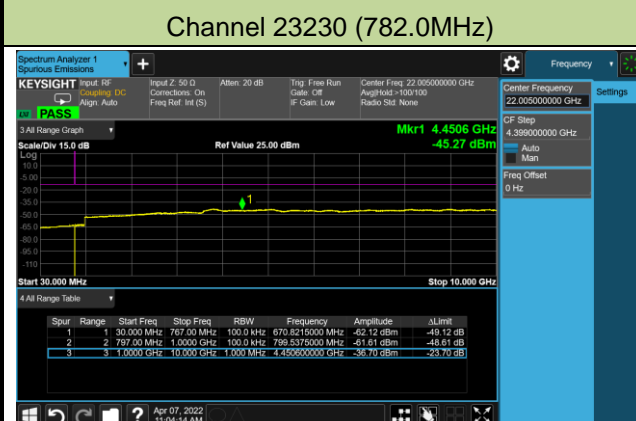 Channel 23230 (782.0MHz)
Spectrum Analyzer 1
Spurious Emissions
Frequency
KEYSIGHT
Input: RF
Coupling: DC
Align: Auto
Input Z: 50 Ω
Corrections: On
Freq Ref: Int (S)
Atten: 20 dB
Trig: Free Run
Gate: Off
IF Gain: Low
Center Freq: 22.005000000 GHz
Avg|Hold:>100/100
Radio Std: None
PASS
Center Frequency
22.005000000 GHz
Settings
CF Step
4.399000000 GHz
Auto
Man
Freq Offset
0 Hz
3 All Range Graph
Mkr1 4.4506 GHz
Scale/Div 15.0 dB
Ref Value 25.00 dBm
-45.27 dBm
Log
10.0
-5.00
-20.0
-35.0
-50.0
-65.0
-80.0
-95.0
-110
1
Start 30.000 MHz
Stop 10.000 GHz
4 All Range Table
Spur Range Start Freq Stop Freq RBW Frequency Amplitude ΔLimit
1 1 30.000 MHz 767.00 MHz 100.0 kHz 670.8215000 MHz -62.12 dBm -49.12 dB
2 2 797.00 MHz 1.0000 GHz 100.0 kHz 799.5375000 MHz -61.61 dBm -48.61 dB
3 3 1.0000 GHz 10.000 GHz 1.000 MHz 4.450600000 GHz -36.70 dBm -23.70 dB
Apr 07, 2022
11:04:14 AM